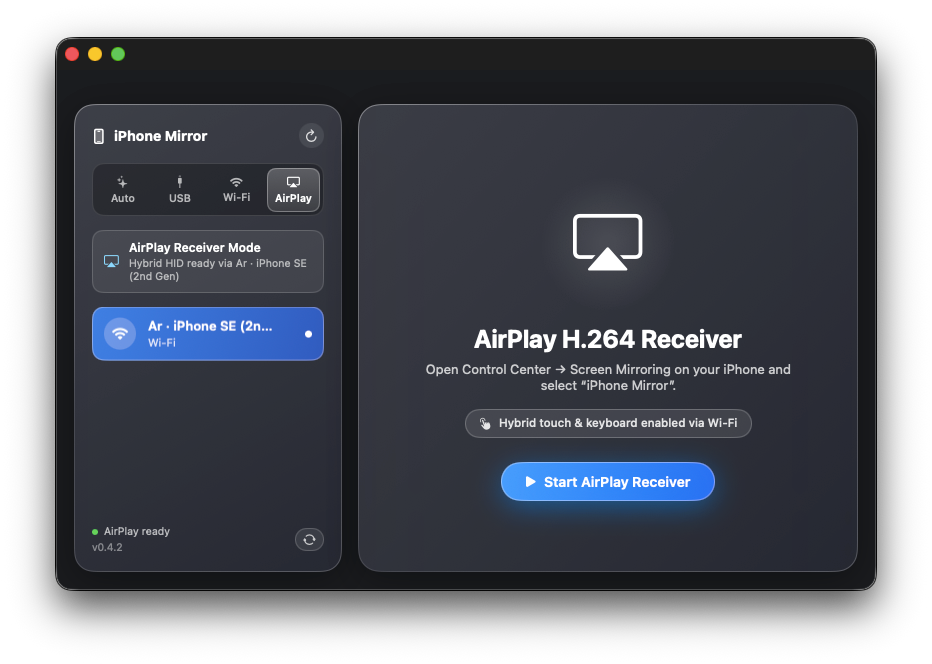 iPhone Mirror
Auto
USB
Wi-Fi
AirPlay
AirPlay Receiver Mode
Hybrid HID ready via Ar · iPhone SE
(2nd Gen)
Ar · iPhone SE (2n...
Wi-Fi
AirPlay ready
v0.4.2
AirPlay H.264 Receiver
Open Control Center → Screen Mirroring on your iPhone and
select “iPhone Mirror”.
Hybrid touch & keyboard enabled via Wi-Fi
Start AirPlay Receiver